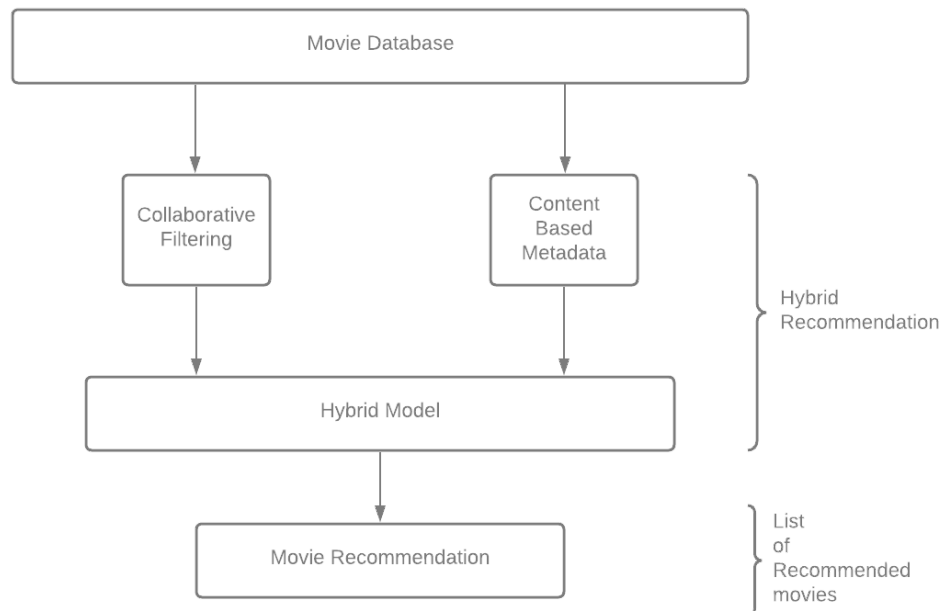 Movie Database
Collaborative
Filtering
Content
Based
Metadata
Hybrid
Recommendation
Hybrid Model
Movie Recommendation
List
of
Recommended
movies